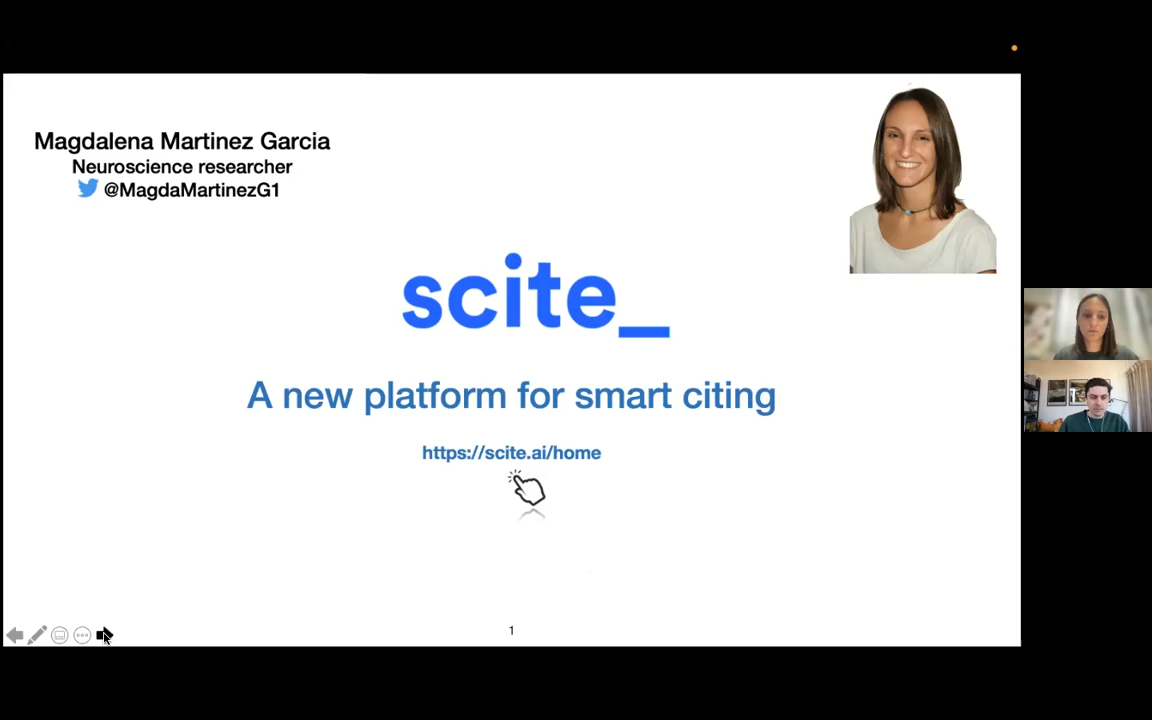 Magdalena Martinez Garcia
Neuroscience researcher
@MagdaMartinezG1
scite_
A new platform for smart citing
https://scite.ai/home
1